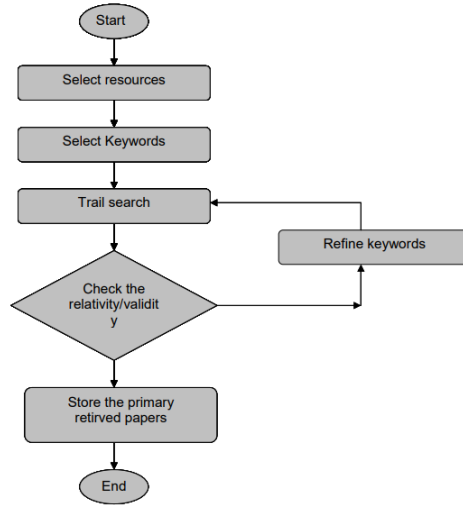 Start
Select resources
Select Keywords
Trail search
Refine keywords
Check the
relativity/validit
y
Store the primary
retirved papers
End